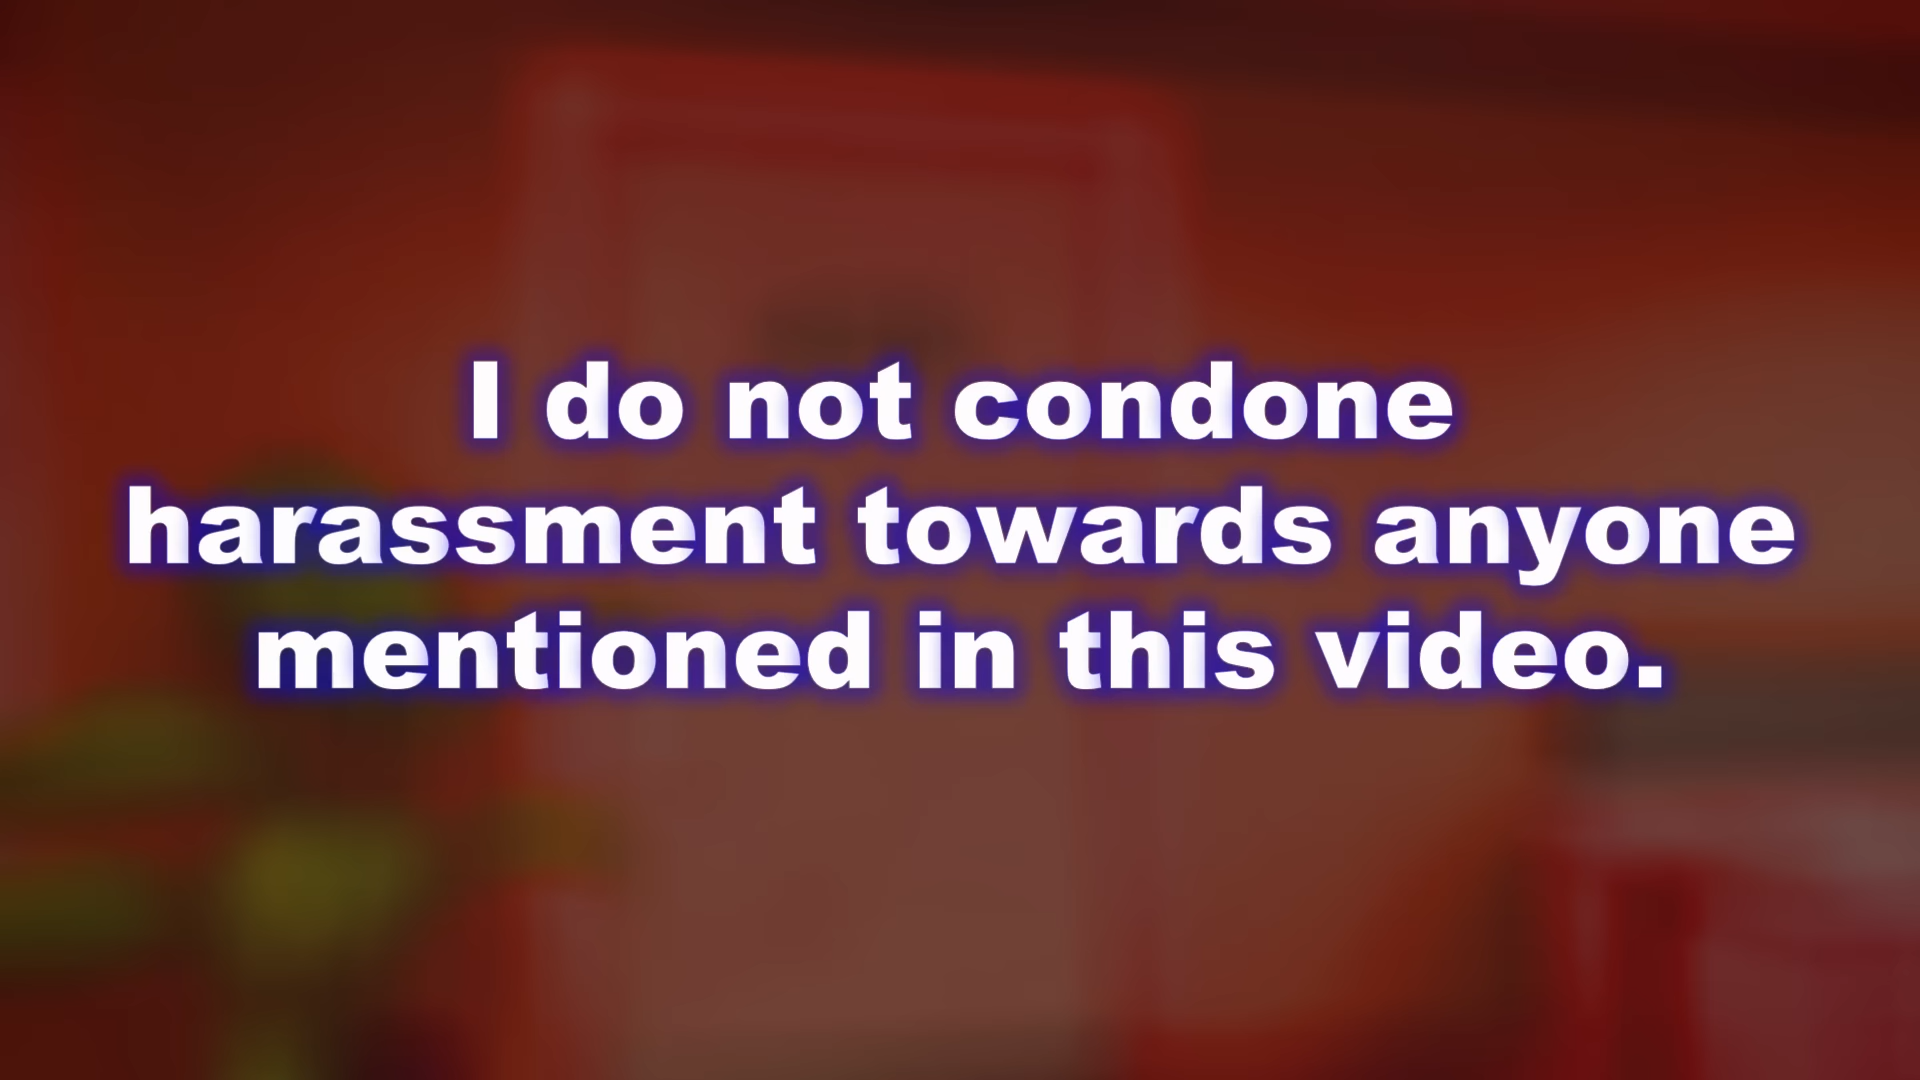 I do not condone
harassment towards anyone
mentioned in this video.